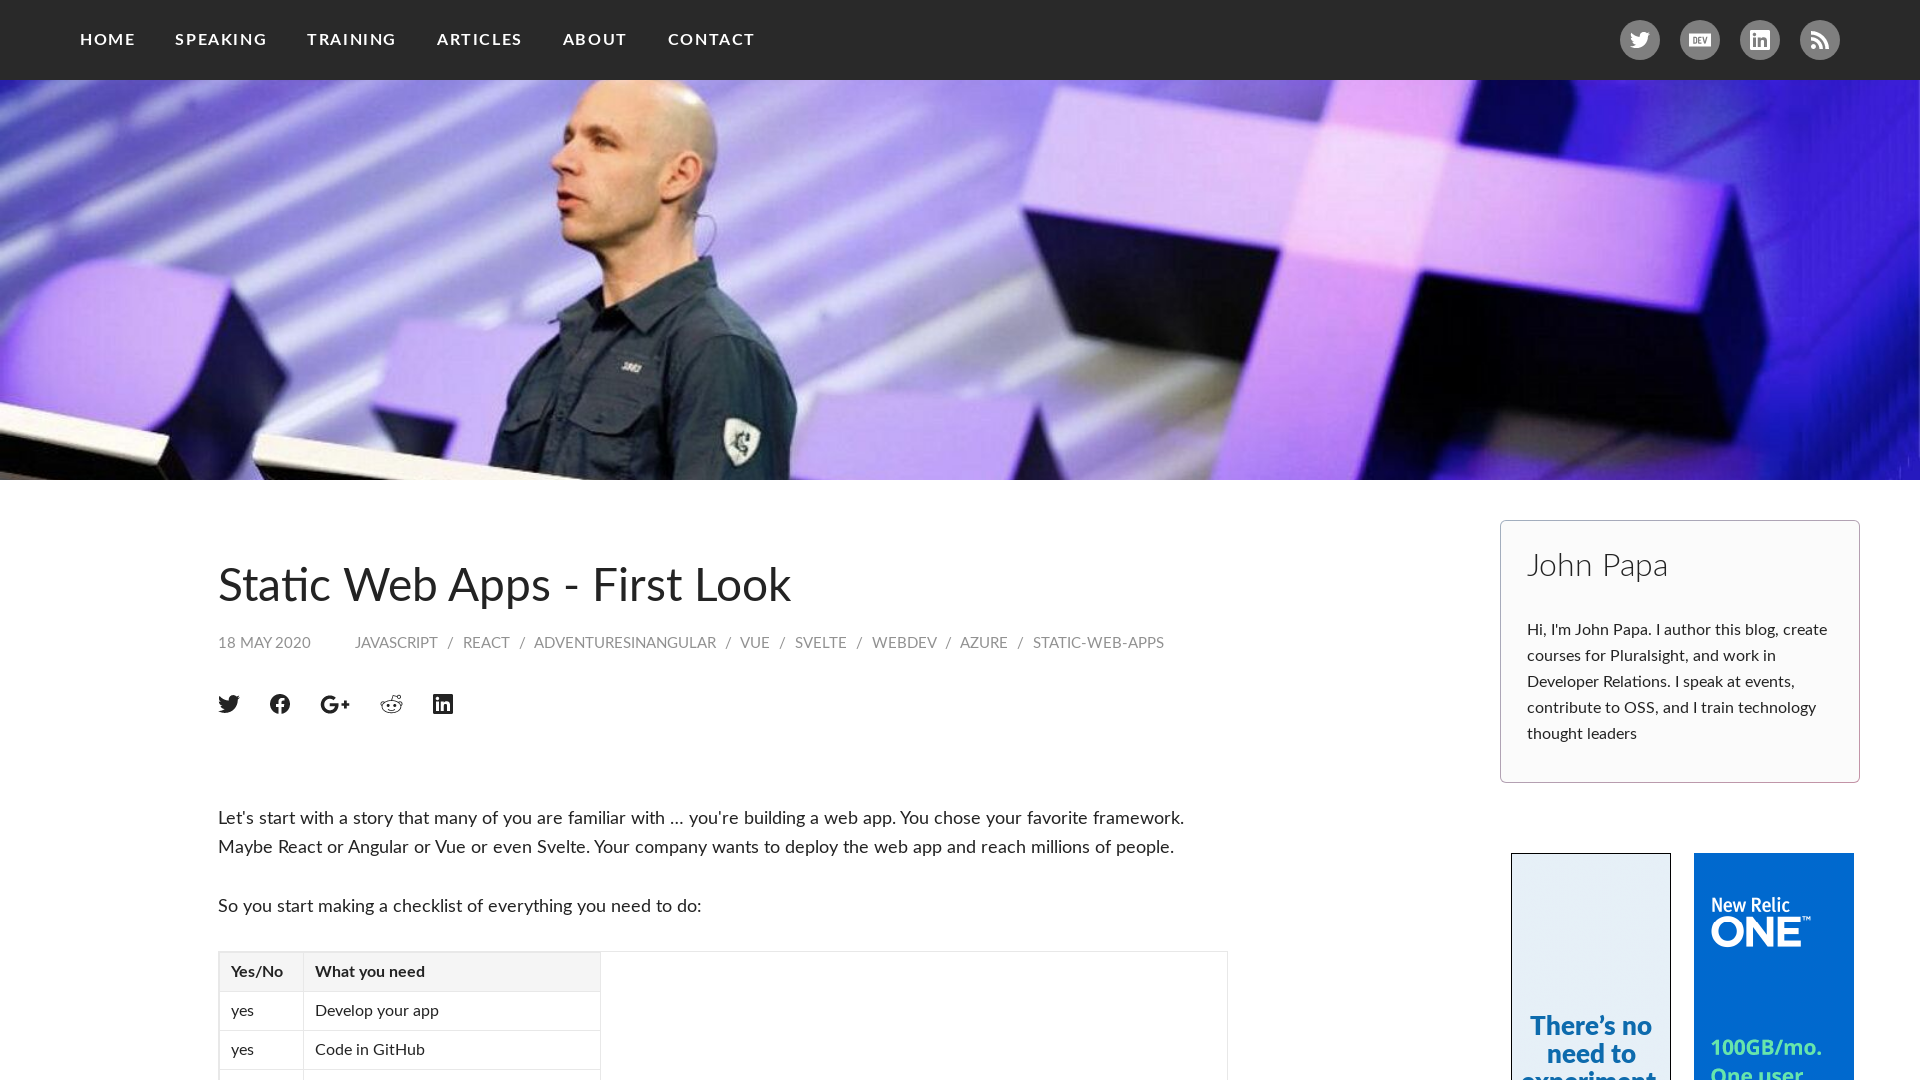 HOME SPEAKING TRAINING ARTICLES ABOUT CONTACT
DEV
Static Web Apps - First Look
18 MAY 2020 JAVASCRIPT / REACT / ADVENTURESINANGULAR / VUE / SVELTE / WEBDEV / AZURE / STATIC-WEB-APPS
Let's start with a story that many of you are familiar with ... you're building a web app. You chose your favorite framework.
Maybe React or Angular or Vue or even Svelte. Your company wants to deploy the web app and reach millions of people.
So you start making a checklist of everything you need to do:
Yes/No What you need
yes Develop your app
yes Code in GitHub
John Papa
Hi, I'm John Papa. I author this blog, create
courses for Pluralsight, and work in
Developer Relations. I speak at events,
contribute to OSS, and I train technology
thought leaders
There's no
need to
experiment
New Relic
ONE™
100GB/mo.
One user